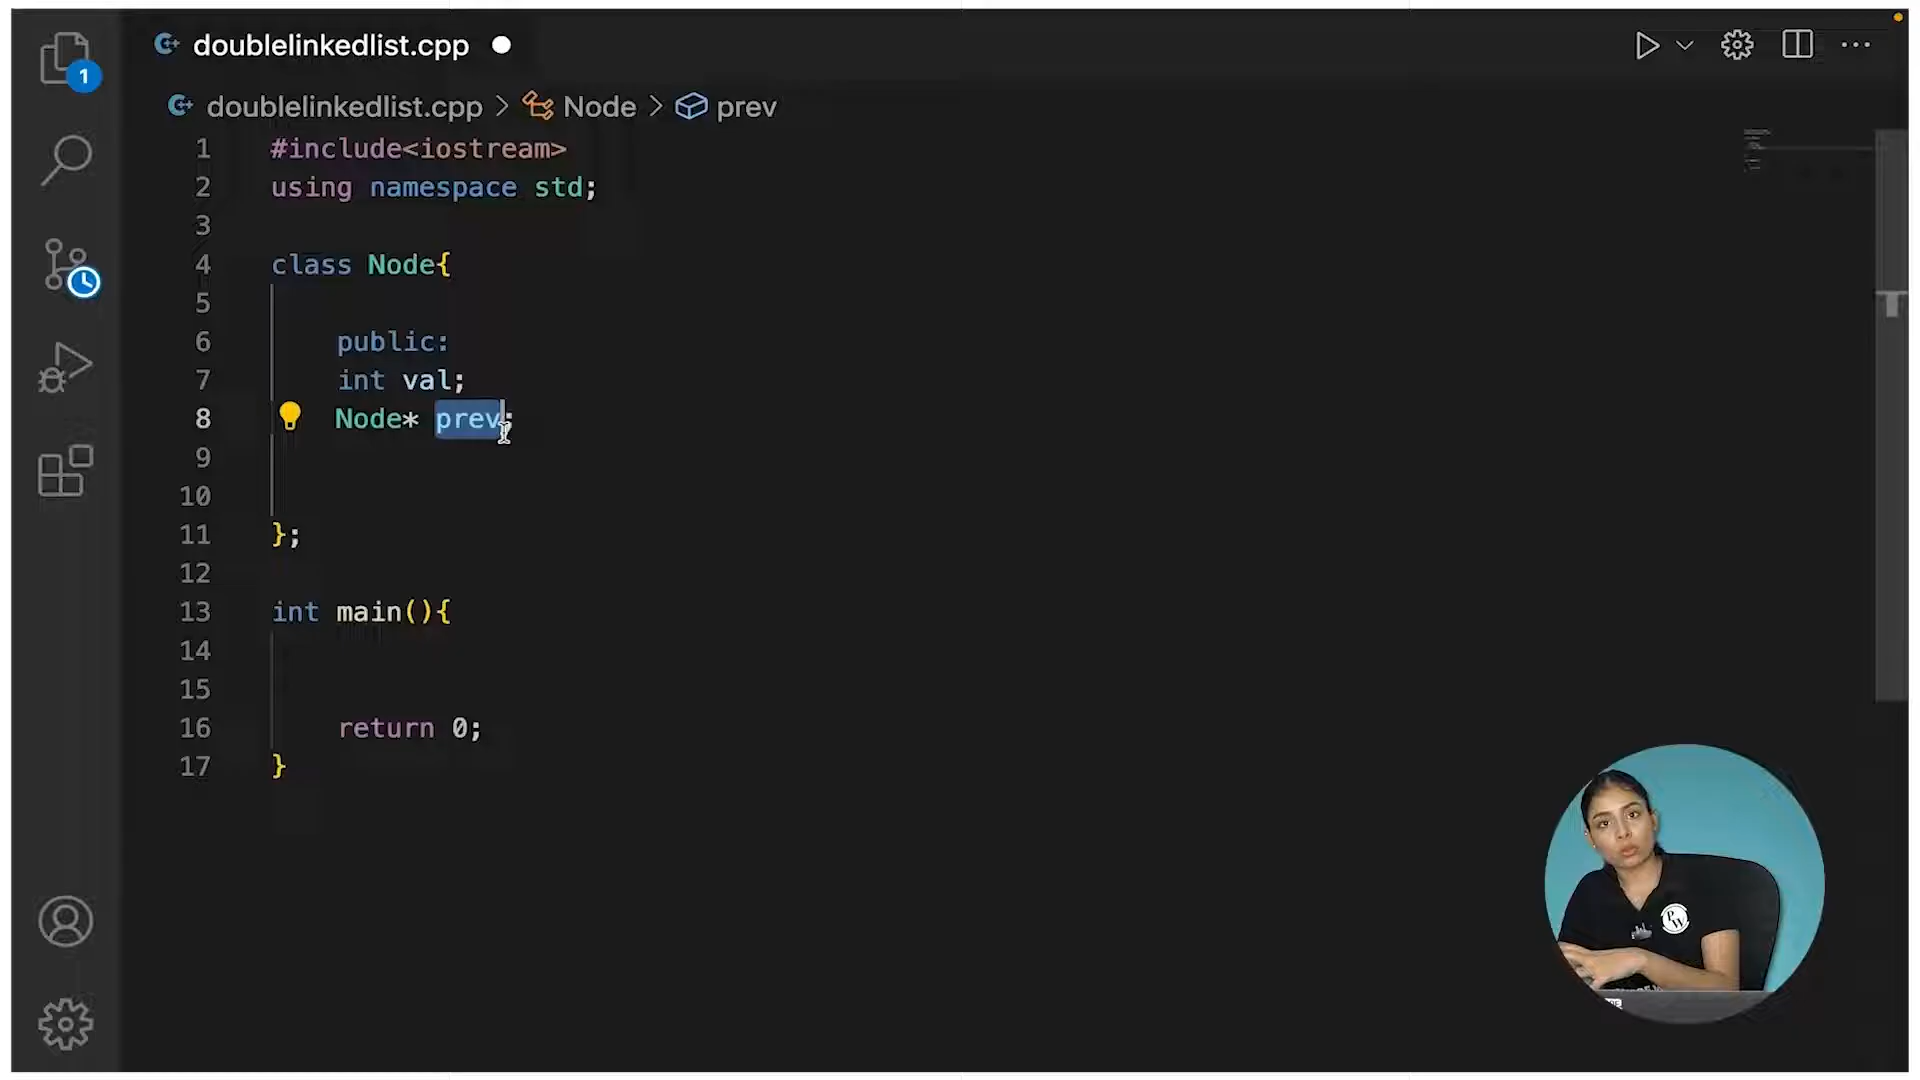 doublelinkedlist.cpp
1
doublelinkedlist.cpp > Node > prev
1 #include<iostream>
2 using namespace std;
3
4 class Node{
5
6 public:
7 int val;
8 Node* prev;
9
10
11 };
12
13 int main(){
14
15
16 return 0;
17 }
PW